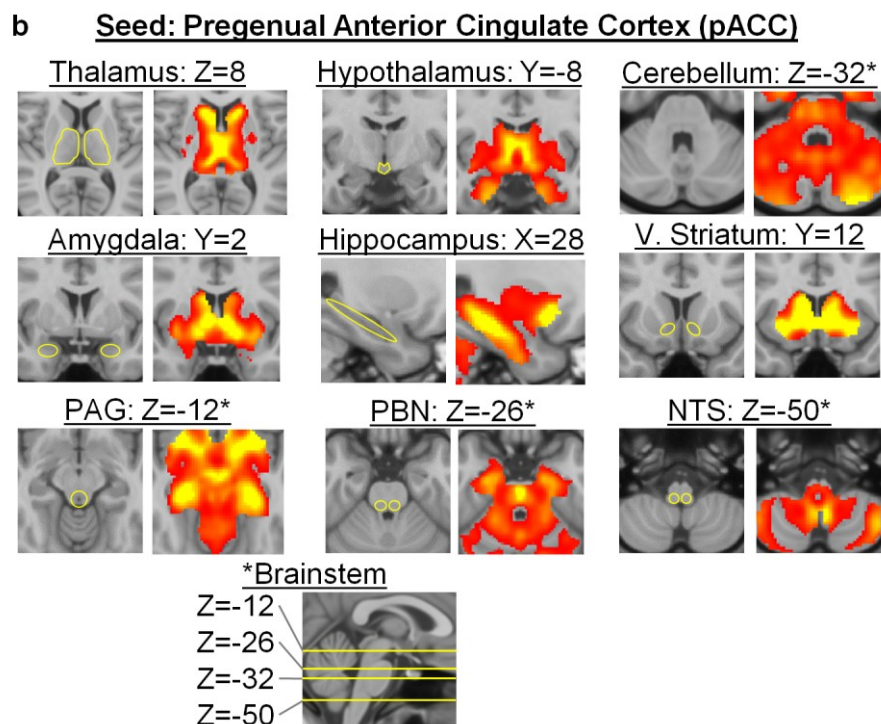 b Seed: Pregenual Anterior Cingulate Cortex (pACC)
Thalamus: Z=8
Hypothalamus: Y=-8
Cerebellum: Z=-32*
Amygdala: Y=2
Hippocampus: X=28
V. Striatum: Y=12
PAG: Z=-12*
PBN: Z=-26*
NTS: Z=-50*
*Brainstem
Z=-12
Z=-26
Z=-32
Z=-50